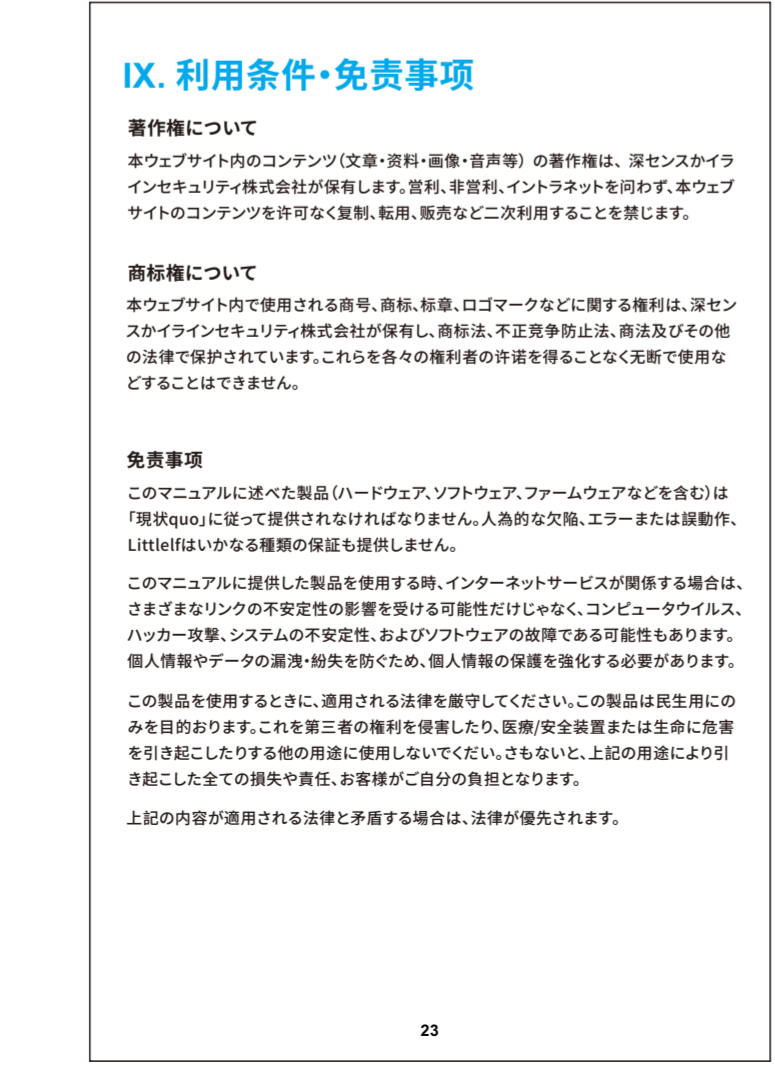 IX. 利用条件・免责事项
著作権について
本ウェブサイト内のコンテンツ（文章・资料・画像・音声等） の著作権は、深センスかイラ
インセキュリティ株式会社が保有します。営利、非営利、イントラネットを問わず、本ウェブ
サイトのコンテンツを许可なく复制、転用、贩売など二次利用することを禁じます。
商标権について
本ウェブサイト内で使用される商号、商标、标章、ロゴマークなどに関する権利は、深セン
スかイラインセキュリティ株式会社が保有し、商标法、不正竞争防止法、商法及びその他
の法律で保护されています。これらを各々の権利者の许诺を得ることなく无断で使用な
どすることはできません。
免责事项
このマニュアルに述べた製品（ハードウェア、ソフトウェア、ファームウェアなどを含む）は
「現状quo」に従って提供されなければなりません。人為的な欠陥、エラーまたは誤動作、
Littlelfはいかなる種類の保証も提供しません。
このマニュアルに提供した製品を使用する時、インターネットサービスが関係する場合は、
さまざまなリンクの不安定性の影響を受ける可能性だけじゃなく、コンピュータウイルス、
ハッカー攻撃、システムの不安定性、およびソフトウェアの故障である可能性もあります。
個人情報やデータの漏洩・紛失を防ぐため、個人情報の保護を強化する必要があります。
この製品を使用するときに、適用される法律を厳守してください。この製品は民生用にの
みを目的おります。これを第三者の権利を侵害したり、医療/安全装置または生命に危害
を引き起こしたりする他の用途に使用しないでくだい。さもないと、上記の用途により引
き起こした全ての損失や責任、お客様がご自分の負担となります。
上記の内容が適用される法律と矛盾する場合は、法律が優先されます。
23